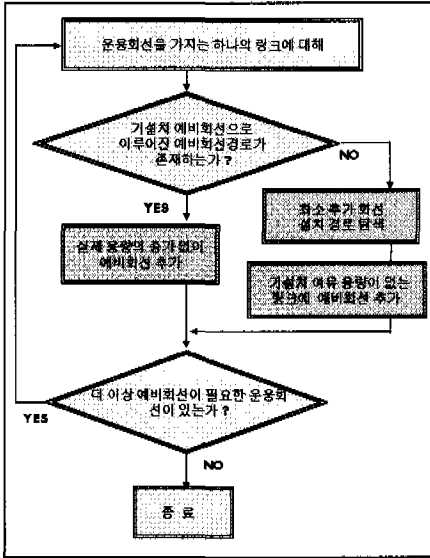 운용회선을 가지는 하나의 링크에 대해
기설치 예비회선으로
이루어진 예비회선경로가
존재하는가 ?
NO
YES
최소 추가 회선
설치 경로 탐색
실제 용량의 증가없이
예비회선 추가
기설치 여유 용량이 없는
링크에 예비회선 추가
더 이상 예비회선이 필요한 운용회
선이 있는가 ?
YES
NO
종 료